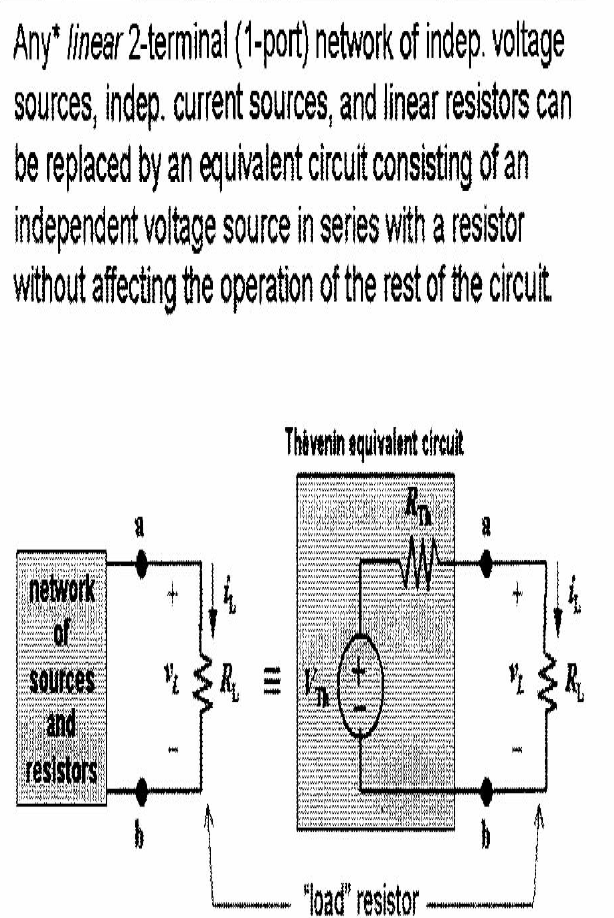 Any* linear 2-terminal (1-port) network of indep. voltage
sources, indep. current sources, and linear resistors can
be replaced by an equivalent circuit consisting of an
independent voltage source in series with a resistor
without affecting the operation of the rest of the circuit.
Thévenin equivalent circuit
network
of
sources
and
resistors
a
+
iL
vL
RL
–
b
≡
RTh
VTh
+
–
a
+
iL
vL
RL
–
b
"load" resistor